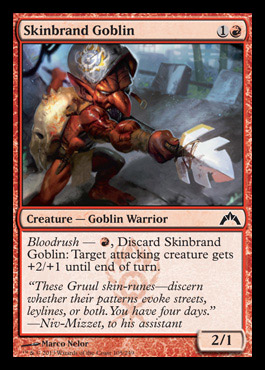 Skinbrand Goblin 1
Creature — Goblin Warrior
Bloodrush — , Discard Skinbrand
Goblin: Target attacking creature gets
+2/+1 until end of turn.
"These Gruul skin-runes—discern
whether their patterns evoke streets,
leylines, or both. You have four days."
—Niv-Mizzet, to his assistant
Marco Nelor
2/1